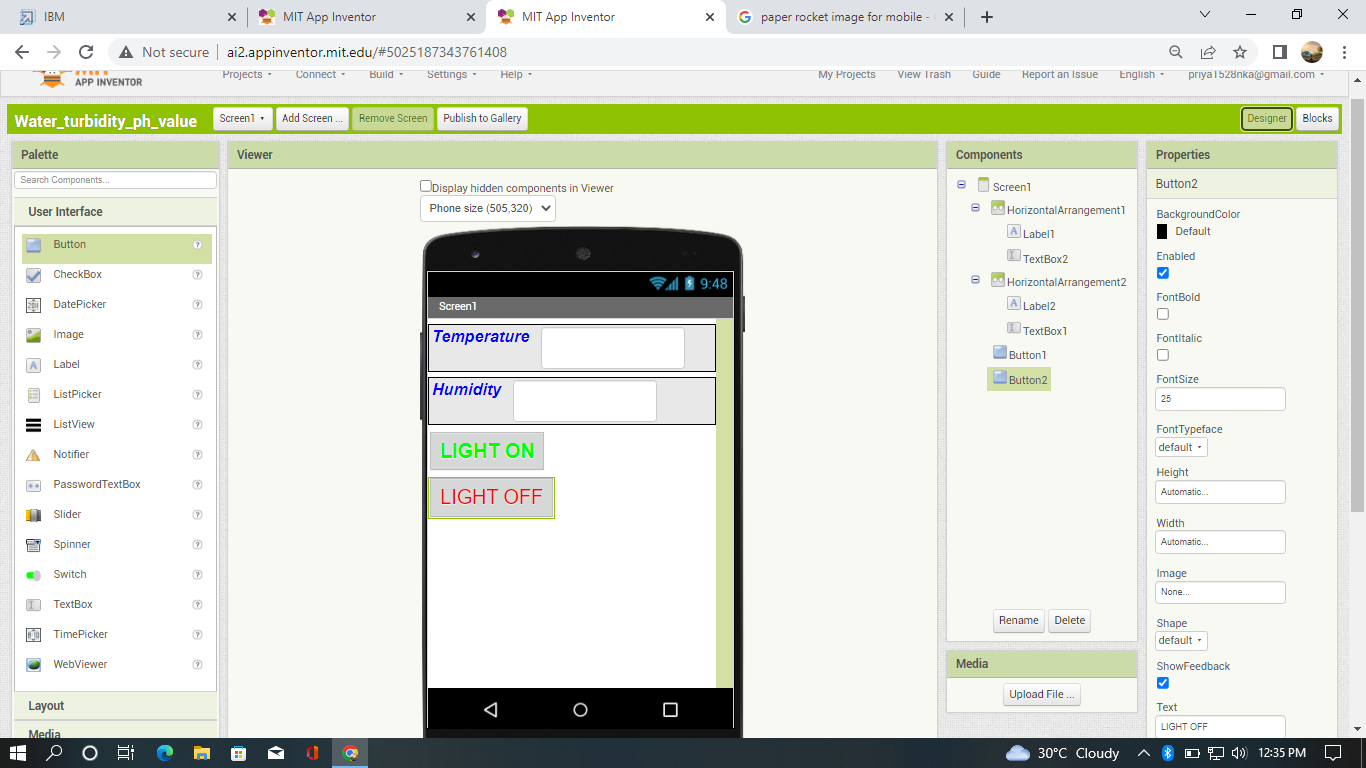 IBM
MIT App Inventor
MIT App Inventor
paper rocket image for mobile -
Not secure | ai2.appinventor.mit.edu/#5025187343761408
MIT
APP INVENTOR
Projects
Connect
Build
Settings
Help
My Projects
View Trash
Guide
Report an Issue
English
priya1528nka@gmail.com
Water_turbidity_ph_value
Screen1
Add Screen ...
Remove Screen
Publish to Gallery
Designer
Blocks
Palette
Search Components...
User Interface
Button
CheckBox
DatePicker
Image
Label
ListPicker
ListView
Notifier
PasswordTextBox
Slider
Spinner
Switch
TextBox
TimePicker
WebViewer
Layout
Media
Viewer
Display hidden components in Viewer
Phone size (505,320)
9:48
Screen1
Temperature
Humidity
LIGHT ON
LIGHT OFF
Components
Screen1
HorizontalArrangement1
Label1
TextBox2
HorizontalArrangement2
Label2
TextBox1
Button1
Button2
Rename
Delete
Media
Upload File ...
Properties
Button2
BackgroundColor
Default
Enabled
FontBold
FontItalic
FontSize
25
FontTypeface
default
Height
Automatic...
Width
Automatic...
Image
None...
Shape
default
ShowFeedback
Text
LIGHT OFF
30°C Cloudy
12:35 PM